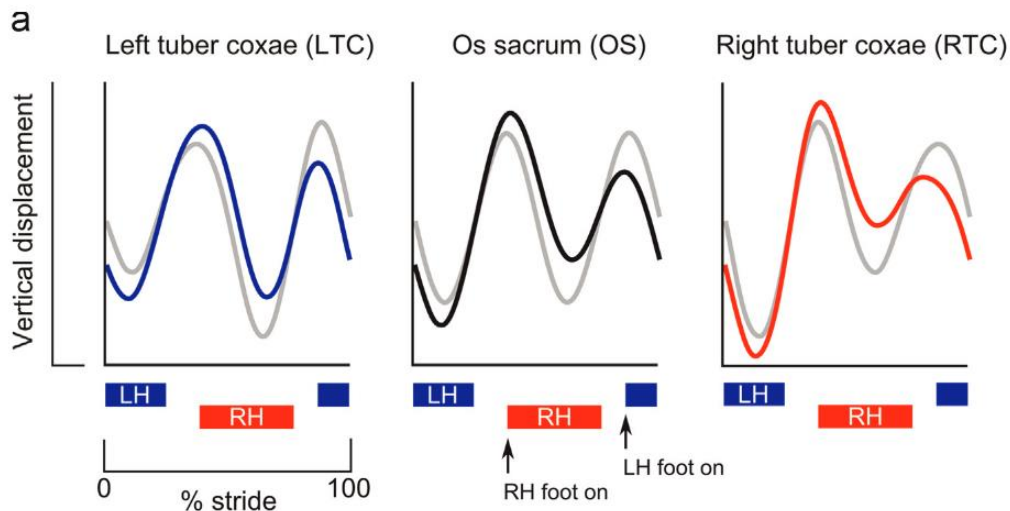 a
Left tuber coxae (LTC)
Os sacrum (OS)
Right tuber coxae (RTC)
Vertical displacement
LH
RH
LH
RH
LH
RH
0
% stride
100
RH foot on
LH foot on